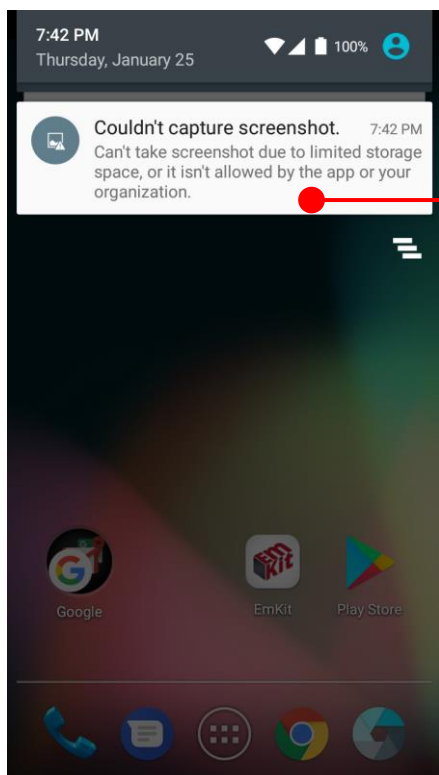 7:42 PM
100%
Thursday, January 25
Couldn't capture screenshot. 7:42 PM
Can't take screenshot due to limited storage
space, or it isn't allowed by the app or your
organization.
G
EmKit
Google EmKit Play Store